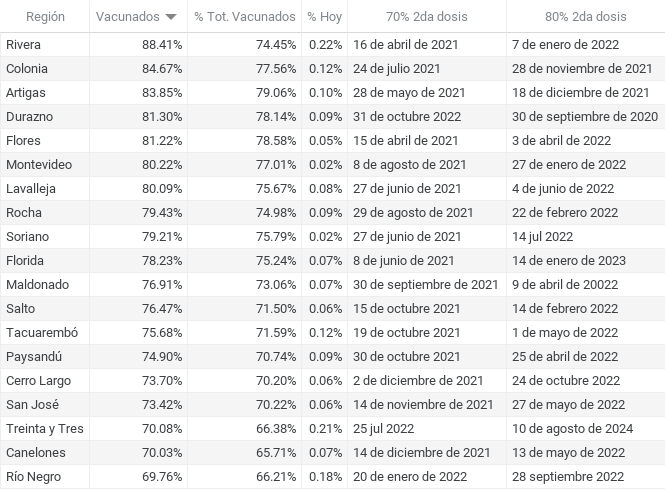 Región Vacunados % Tot. Vacunados % Hoy 70% 2da dosis 80% 2da dosis
Rivera 88.41% 74.45% 0.22% 16 de abril de 2021 7 de enero de 2022
Colonia 84.67% 77.56% 0.12% 24 de julio 2021 28 de noviembre de 2021
Artigas 83.85% 79.06% 0.10% 28 de mayo de 2021 18 de diciembre de 2021
Durazno 81.30% 78.14% 0.09% 31 de octubre 2022 30 de septiembre de 2020
Flores 81.22% 78.58% 0.05% 15 de abril de 2021 3 de abril de 2022
Montevideo 80.22% 77.01% 0.02% 8 de agosto de 2021 27 de enero de 2022
Lavalleja 80.09% 75.67% 0.08% 27 de junio de 2021 4 de junio de 2022
Rocha 79.43% 74.98% 0.09% 29 de agosto de 2021 22 de febrero 2022
Soriano 79.21% 75.79% 0.02% 27 de junio de 2021 14 jul 2022
Florida 78.23% 75.24% 0.07% 8 de junio de 2021 14 de enero de 2023
Maldonado 76.91% 73.06% 0.07% 30 de septiembre de 2021 9 de abril de 20022
Salto 76.47% 71.50% 0.06% 15 de octubre de 2021 14 de febrero de 2022
Tacuarembó 75.68% 71.59% 0.12% 19 de octubre de 2021 1 de mayo de 2022
Paysandú 74.90% 70.74% 0.09% 30 de octubre de 2021 25 de abril de 2022
Cerro Largo 73.70% 70.20% 0.06% 2 de diciembre de 2021 24 de octubre 2022
San José 73.42% 70.22% 0.06% 14 de noviembre de 2021 27 de mayo de 2022
Treinta y Tres 70.08% 66.38% 0.21% 25 jul 2022 10 de agosto de 2024
Canelones 70.03% 65.71% 0.07% 14 de diciembre de 2021 13 de mayo de 2022
Río Negro 69.76% 66.21% 0.18% 20 de enero de 2022 28 septiembre de 2022